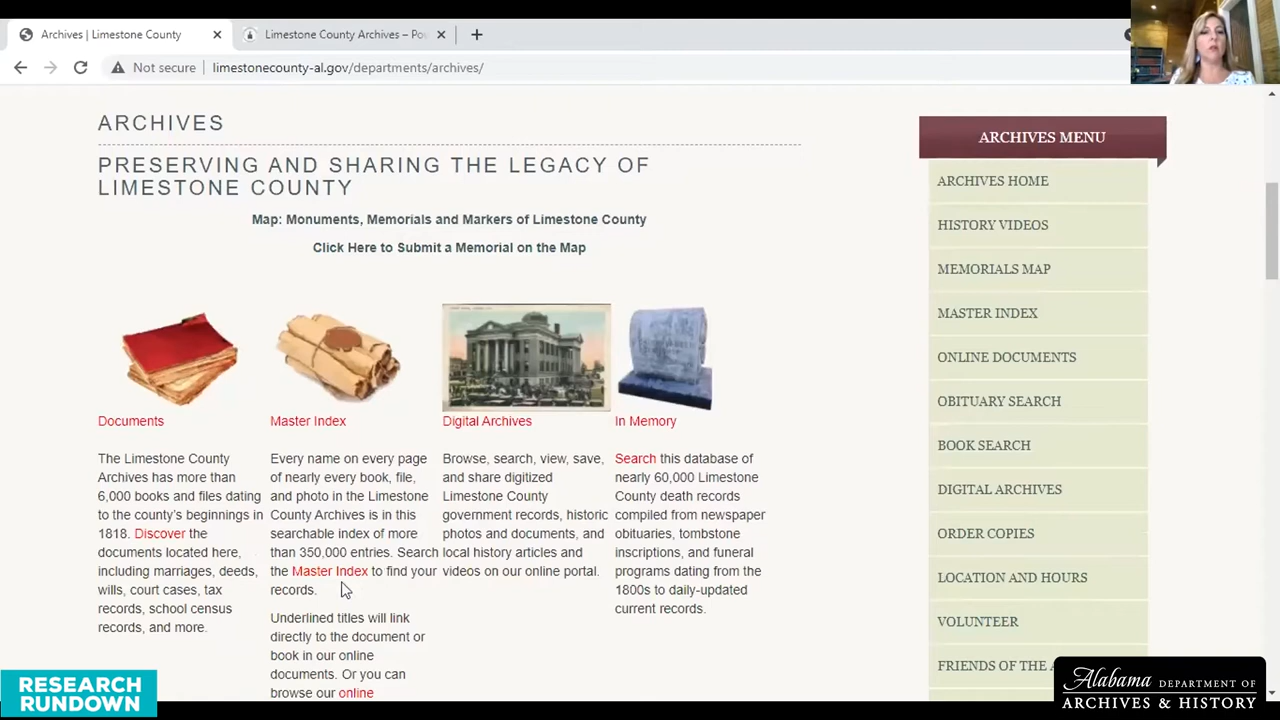 Archives | Limestone County
Limestone County Archives – Po
Not secure
limestonecounty-al.gov/departments/archives/
ARCHIVES
PRESERVING AND SHARING THE LEGACY OF
LIMESTONE COUNTY
Map: Monuments, Memorials and Markers of Limestone County
Click Here to Submit a Memorial on the Map
Documents
The Limestone County
Archives has more than
6,000 books and files dating
to the county's beginnings in
1818. Discover the
documents located here,
including marriages, deeds,
wills, court cases, tax
records, school census
records, and more.
Master Index
Every name on every page
of nearly every book, file,
and photo in the Limestone
County Archives is in this
searchable index of more
than 350,000 entries. Search
the Master Index to find your
records.
Underlined titles will link
directly to the document or
book in our online
documents. Or you can
browse our online
Digital Archives
Browse, search, view, save,
and share digitized
Limestone County
government records, historic
photos and documents, and
local history articles and
videos on our online portal.
In Memory
Search this database of
nearly 60,000 Limestone
County death records
compiled from newspaper
obituaries, tombstone
inscriptions, and funeral
programs dating from the
1800s to daily-updated
current records.
ARCHIVES MENU
ARCHIVES HOME
HISTORY VIDEOS
MEMORIALS MAP
MASTER INDEX
ONLINE DOCUMENTS
OBITUARY SEARCH
BOOK SEARCH
DIGITAL ARCHIVES
ORDER COPIES
LOCATION AND HOURS
VOLUNTEER
FRIENDS OF THE
RESEARCH
RUNDOWN
Alabama DEPARTMENT OF
ARCHIVES & HISTORY